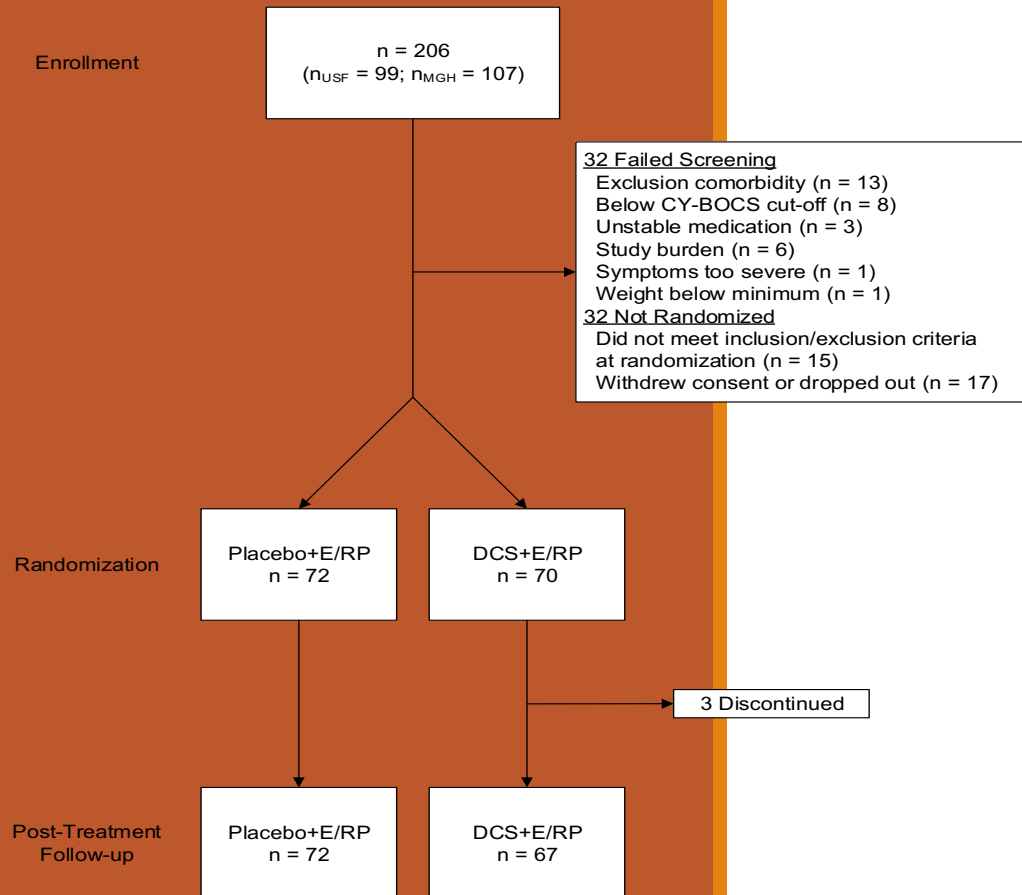 Enrollment
n = 206
(nUSF = 99; nMGH = 107)
32 Failed Screening
Exclusion comorbidity (n = 13)
Below CY-BOCS cut-off (n = 8)
Unstable medication (n = 3)
Study burden (n = 6)
Symptoms too severe (n = 1)
Weight below minimum (n = 1)
32 Not Randomized
Did not meet inclusion/exclusion criteria
at randomization (n = 15)
Withdrew consent or dropped out (n = 17)
Randomization
Placebo+E/RP
n = 72
DCS+E/RP
n = 70
3 Discontinued
Post-Treatment
Follow-up
Placebo+E/RP
n = 72
DCS+E/RP
n = 67